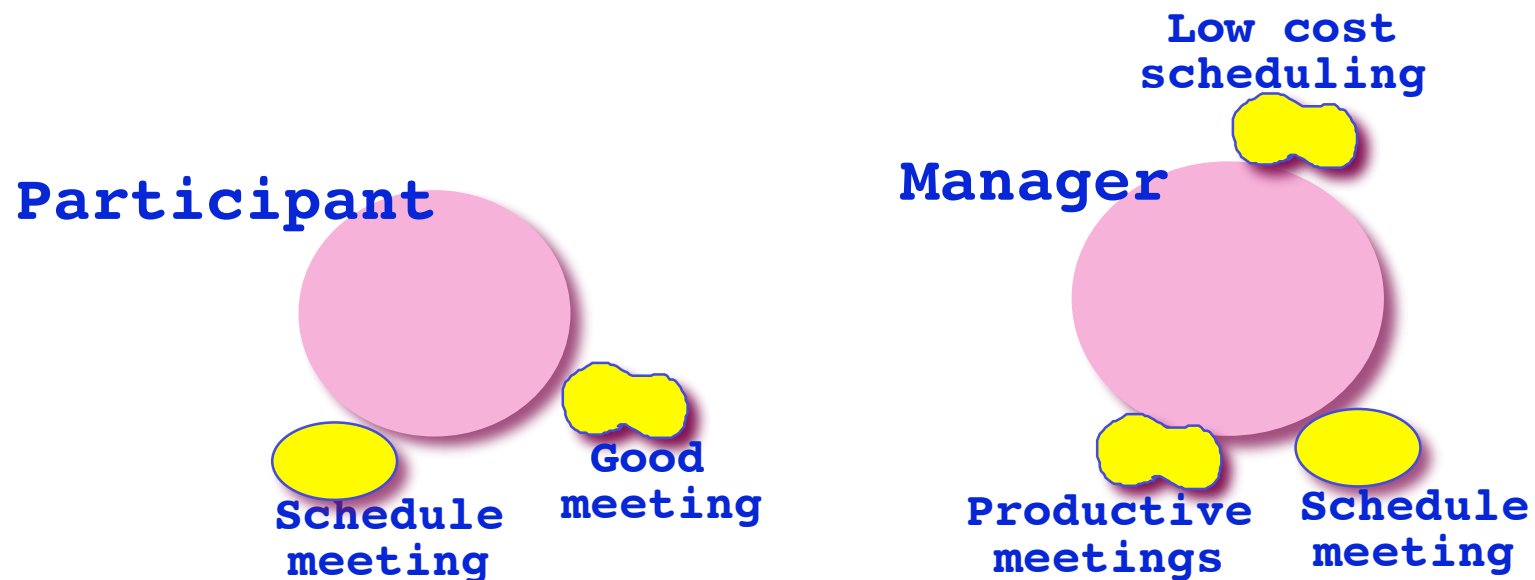 Participant
Schedule
meeting
Good
meeting
Low cost
scheduling
Manager
Productive
meetings
Schedule
meeting